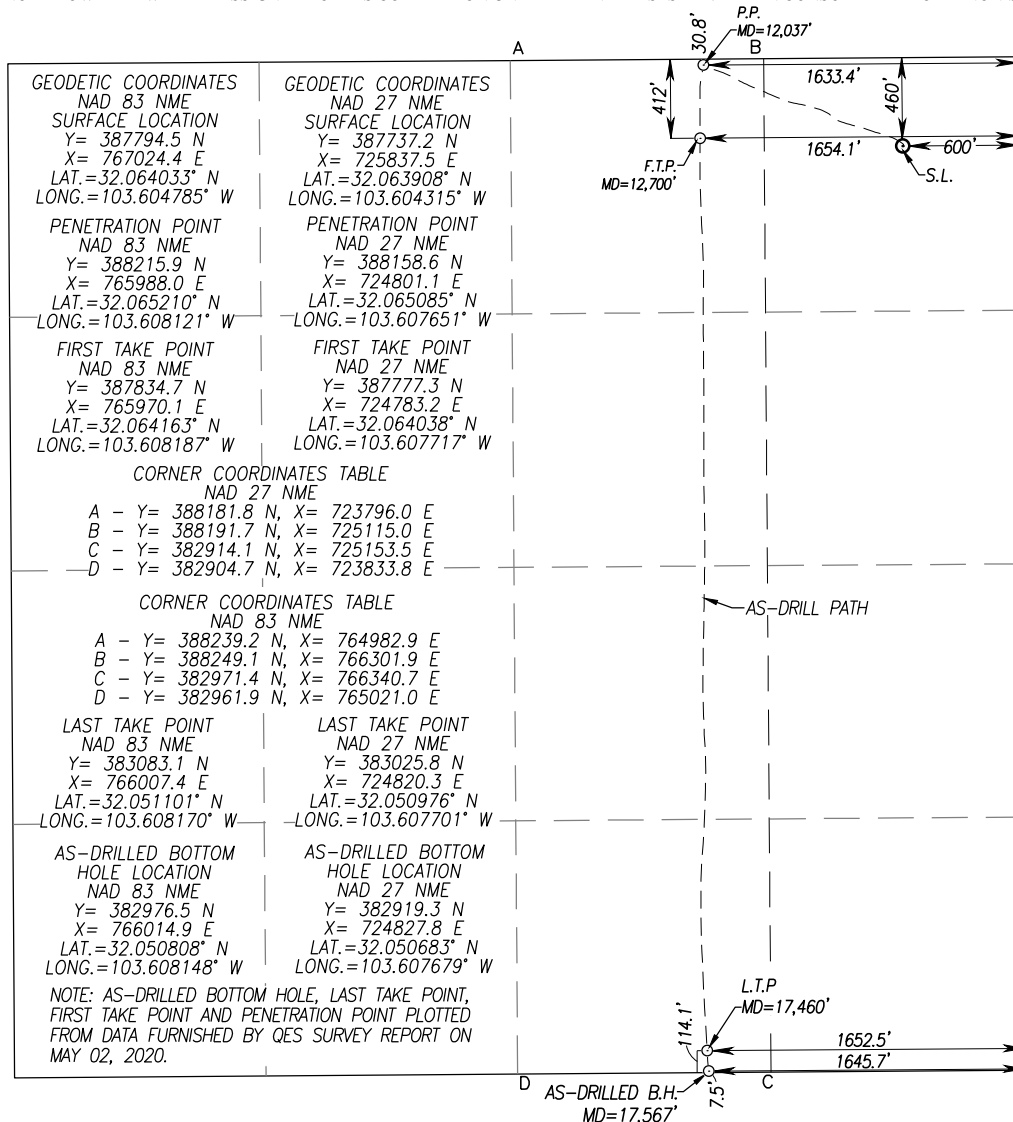 GEODETIC COORDINATES
NAD 83 NME
SURFACE LOCATION
Y= 387794.5 N
X= 767024.4 E
LAT.=32.064033° N
LONG.=103.604785° W
PENETRATION POINT
NAD 83 NME
Y= 388215.9 N
X= 765988.0 E
LAT.=32.065210° N
LONG.=103.608121° W
FIRST TAKE POINT
NAD 83 NME
Y= 387834.7 N
X= 765970.1 E
LAT.=32.064163° N
LONG.=103.608187° W
GEODETIC COORDINATES
NAD 27 NME
SURFACE LOCATION
Y= 387737.2 N
X= 725837.5 E
LAT.=32.063908° N
LONG.=103.604315° W
PENETRATION POINT
NAD 27 NME
Y= 388158.6 N
X= 724801.1 E
LAT.=32.065085° N
LONG.=103.607651° W
FIRST TAKE POINT
NAD 27 NME
Y= 387777.3 N
X= 724783.2 E
LAT.=32.064038° N
LONG.=103.607717° W
CORNER COORDINATES TABLE
NAD 27 NME
A - Y= 388181.8 N, X= 723796.0 E
B - Y= 388191.7 N, X= 725115.0 E
C - Y= 382914.1 N, X= 725153.5 E
D - Y= 382904.7 N, X= 723833.8 E
CORNER COORDINATES TABLE
NAD 83 NME
A - Y= 388239.2 N, X= 764982.9 E
B - Y= 388249.1 N, X= 766301.9 E
C - Y= 382971.4 N, X= 766340.7 E
D - Y= 382961.9 N, X= 765021.0 E
LAST TAKE POINT
NAD 83 NME
Y= 383083.1 N
X= 766007.4 E
LAT.=32.051101° N
LONG.=103.608170° W
AS-DRILLED BOTTOM
HOLE LOCATION
NAD 83 NME
Y= 382976.5 N
X= 766014.9 E
LAT.=32.050808° N
LONG.=103.608148° W
LAST TAKE POINT
NAD 27 NME
Y= 383025.8 N
X= 724820.3 E
LAT.=32.050976° N
LONG.=103.607701° W
AS-DRILLED BOTTOM
HOLE LOCATION
NAD 27 NME
Y= 382919.3 N
X= 724827.8 E
LAT.=32.050683° N
LONG.=103.607679° W
NOTE: AS-DRILLED BOTTOM HOLE, LAST TAKE POINT,
FIRST TAKE POINT AND PENETRATION POINT PLOTTED
FROM DATA FURNISHED BY QES SURVEY REPORT ON
MAY 02, 2020.
A
30.8'
P.P.
MD=12,037'
B
1633.4'
412'
460'
1654.1'
600'
F.T.P.
MD=12,700'
S.L.
AS-DRILL PATH
L.T.P
MD=17,460'
114.1'
1652.5'
1645.7'
D
AS-DRILLED B.H.
MD=17,567'
7.5'
C